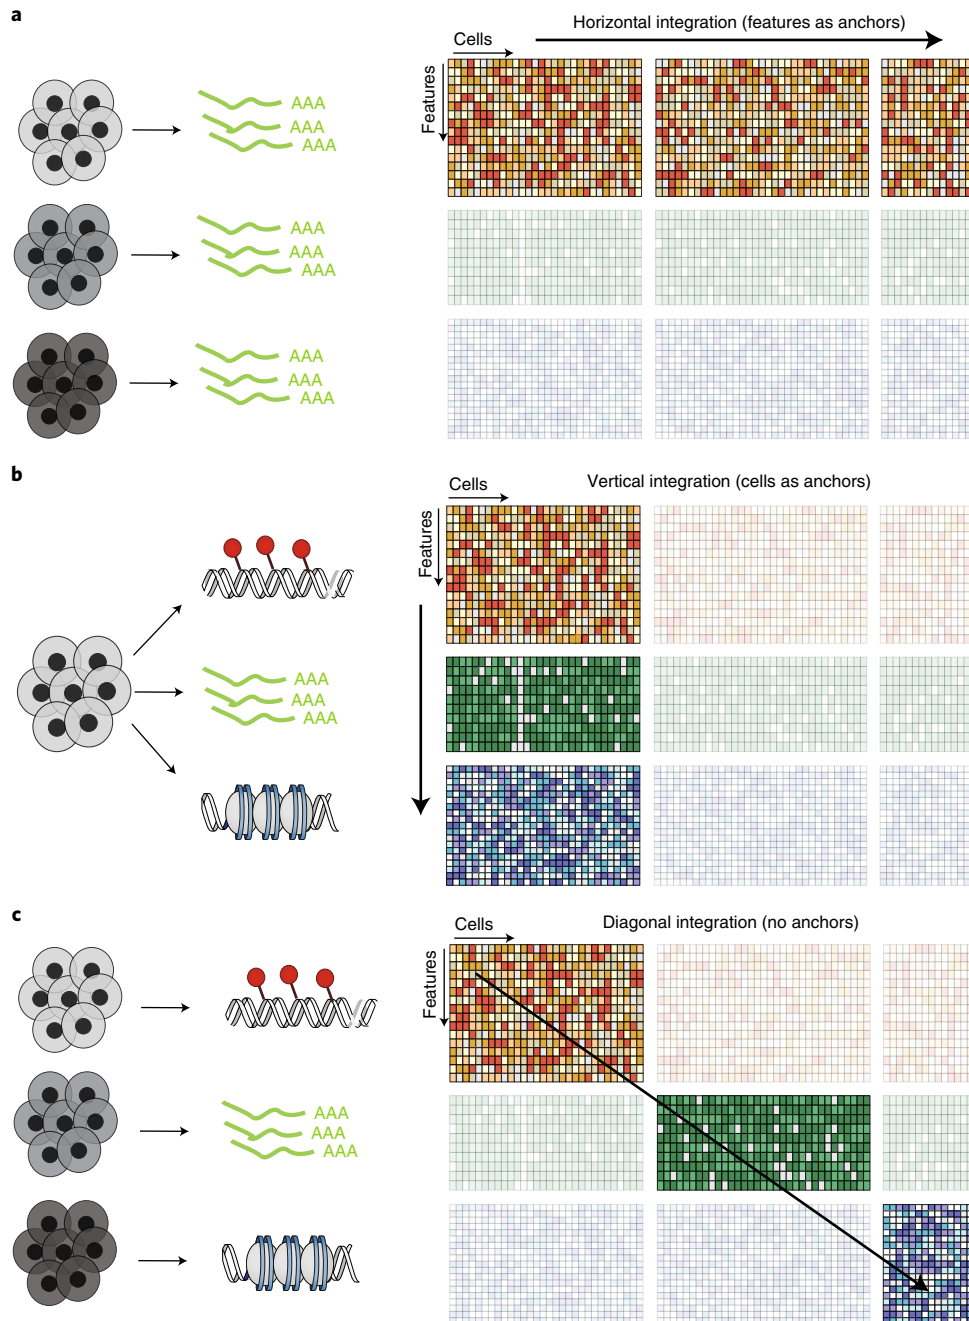 a
Horizontal integration (features as anchors)
Cells
Features
AAA
AAA
AAA
AAA
AAA
AAA
AAA
AAA
AAA
b
Vertical integration (cells as anchors)
Cells
Features
AAA
AAA
AAA
c
Diagonal integration (no anchors)
Cells
Features
AAA
AAA
AAA